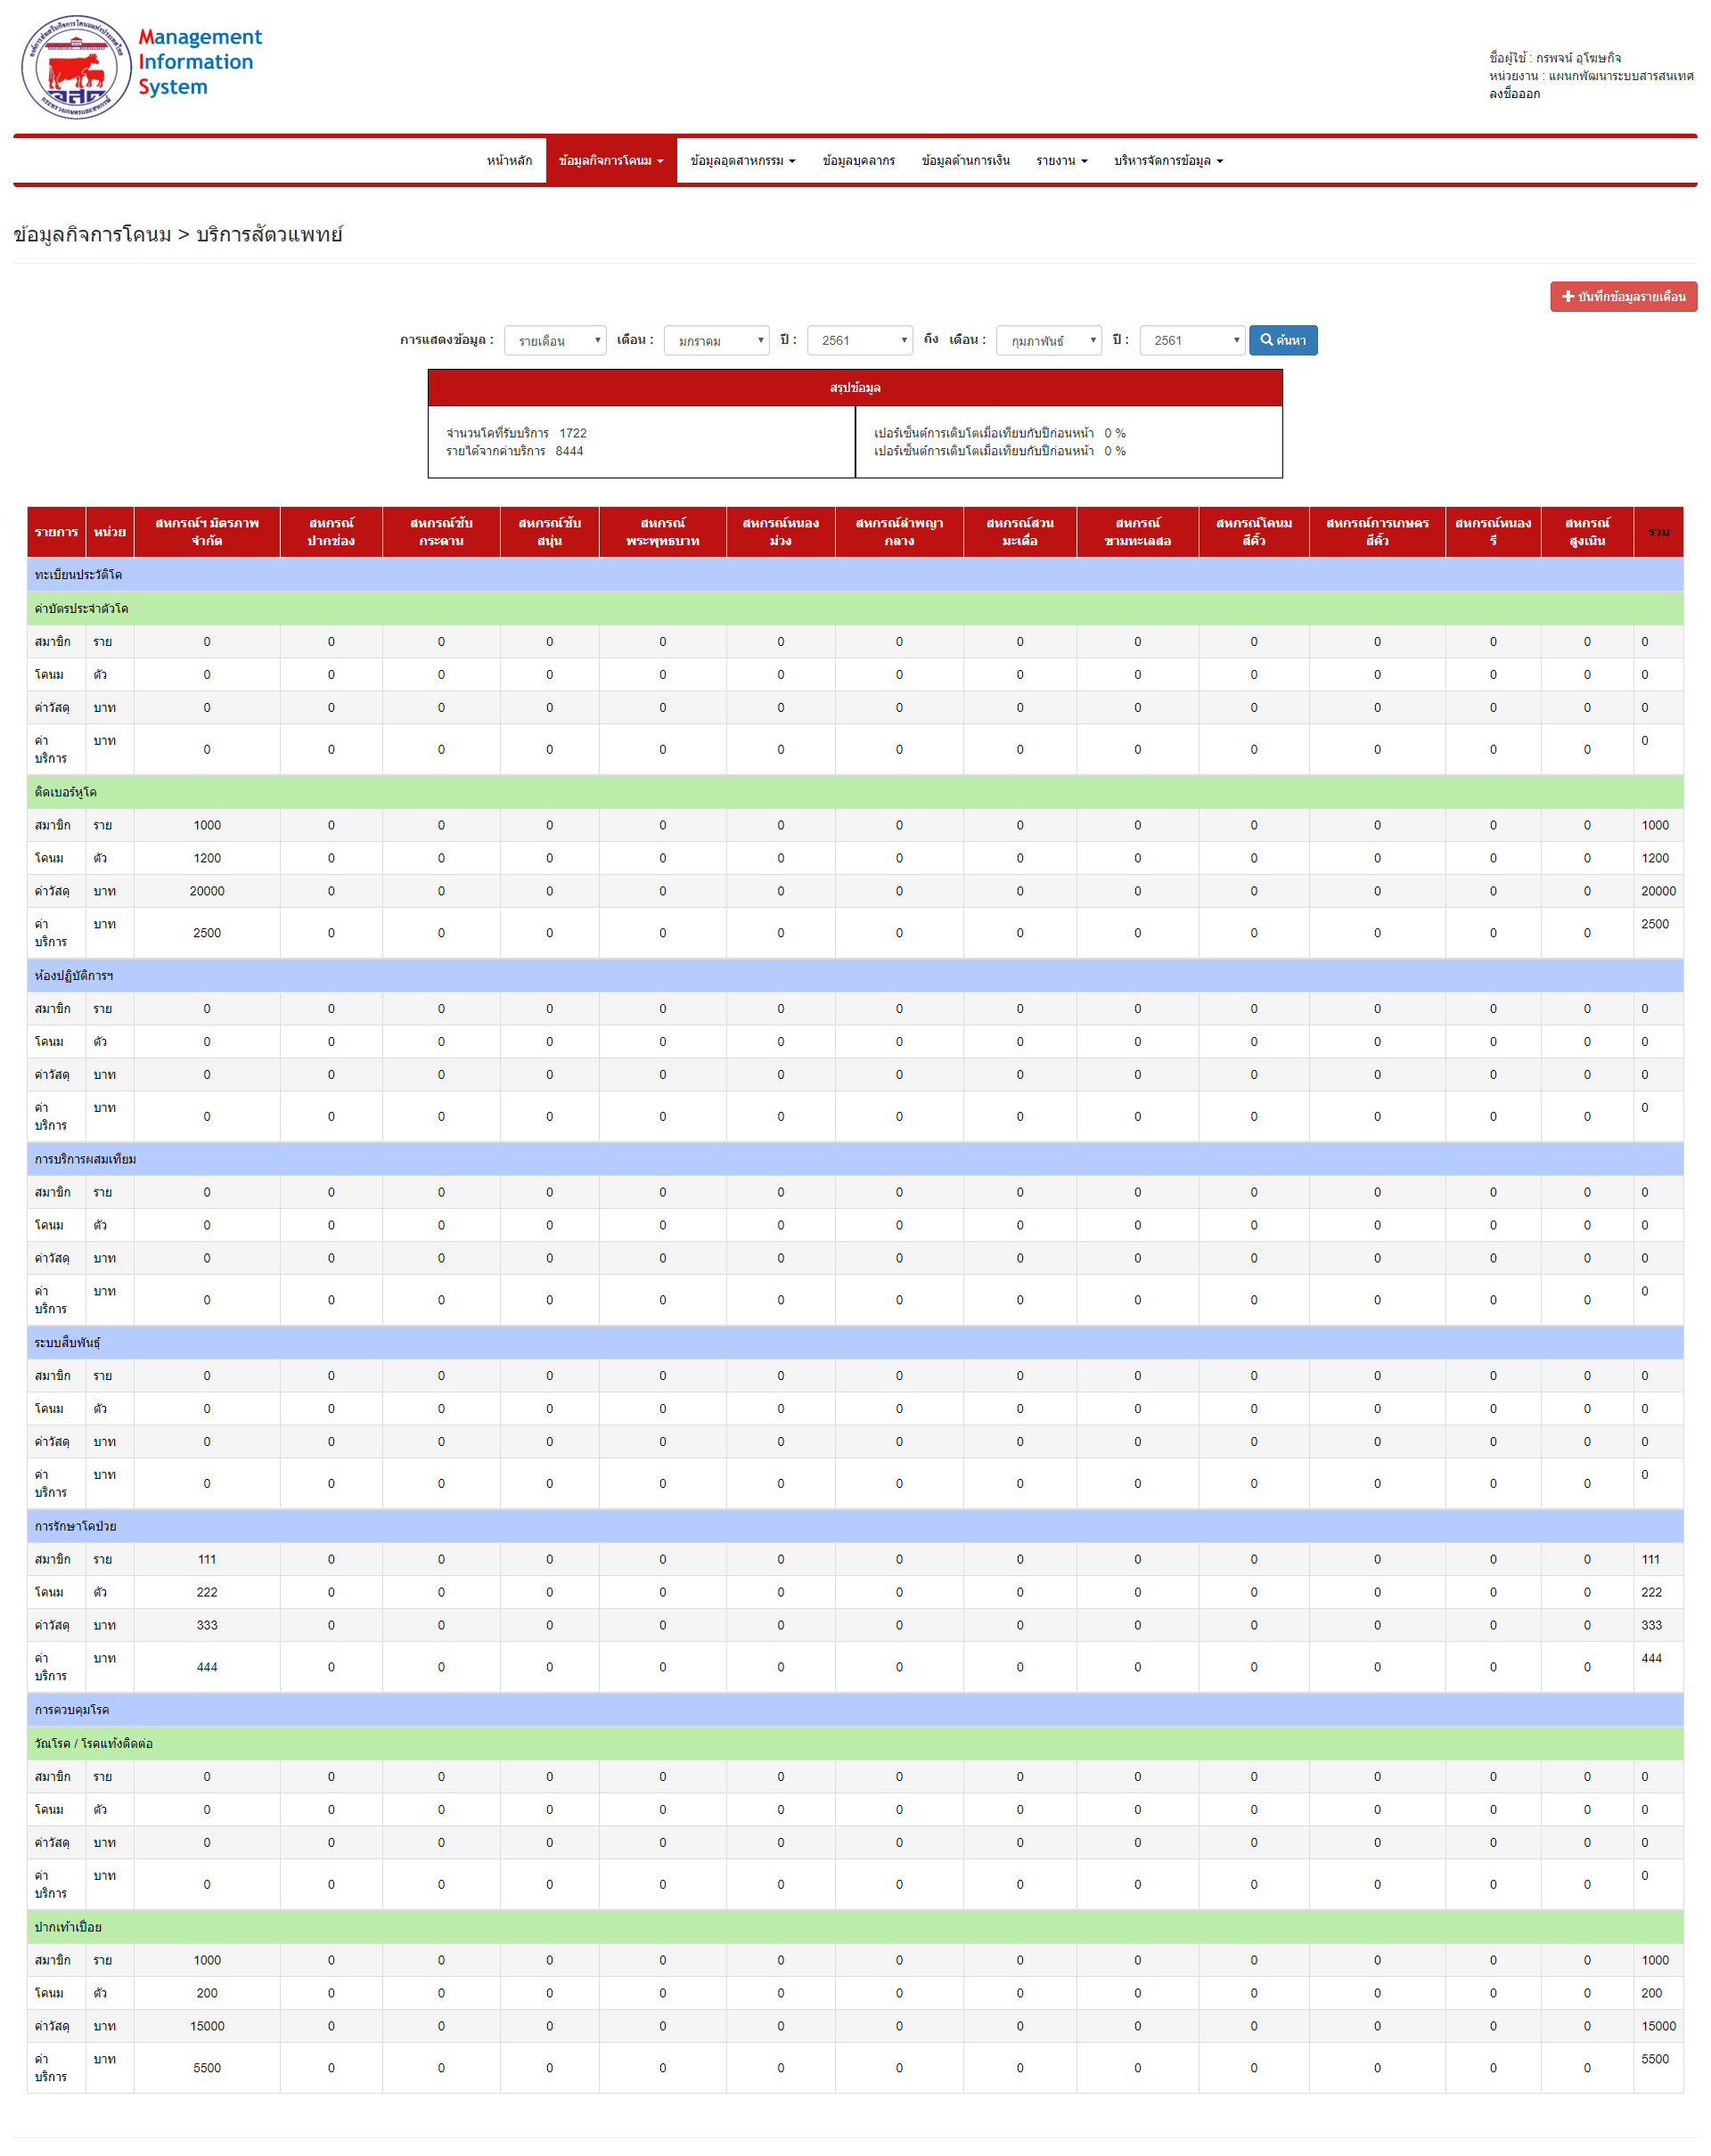 องค์การส่งเสริมกิจการโคนมแห่งประเทศไทย
อ.ส.ค
กระทรวงเกษตรและสหกรณ์
Management
Information
System
ชื่อผู้ใช้ : กรพจน์ อุโฆษกิจ
หน่วยงาน : แผนกพัฒนาระบบสารสนเทศ
ลงชื่อออก
หน้าหลัก ข้อมูลกิจการโคนม ข้อมูลอุตสาหกรรม ข้อมูลบุคลากร ข้อมูลด้านการเงิน รายงาน บริหารจัดการข้อมูล
ข้อมูลกิจการโคนม > บริการสัตวแพทย์
บันทึกข้อมูลรายเดือน
การแสดงข้อมูล : รายเดือน เดือน : มกราคม ปี : 2561 ถึง เดือน : กุมภาพันธ์ ปี : 2561 ค้นหา
สรุปข้อมูล
จำนวนโคที่รับบริการ 1722 เปอร์เซ็นต์การเติบโตเมื่อเทียบกับปีก่อนหน้า 0 %
รายได้จากค่าบริการ 8444 เปอร์เซ็นต์การเติบโตเมื่อเทียบกับปีก่อนหน้า 0 %
รายการ หน่วย สหกรณ์ฯ มิตรภาพ จำกัด สหกรณ์ ปากช่อง สหกรณ์ซับ กระดาน สหกรณ์ซับ สนุ่น สหกรณ์ พระพุทธบาท สหกรณ์หนอง ม่วง สหกรณ์ลำพญา กลาง สหกรณ์สวน มะเดื่อ สหกรณ์ ขามทะเลสอ สหกรณ์โคนม สีคิ้ว สหกรณ์การเกษตร สีคิ้ว สหกรณ์หนอง รี สหกรณ์ สูงเนิน รวม
ทะเบียนประวัติโค
ค่าบัตรประจำตัวโค
สมาชิก ราย 0 0 0 0 0 0 0 0 0 0 0 0 0 0
โคนม ตัว 0 0 0 0 0 0 0 0 0 0 0 0 0 0
ค่าวัสดุ บาท 0 0 0 0 0 0 0 0 0 0 0 0 0 0
ค่า บริการ บาท 0 0 0 0 0 0 0 0 0 0 0 0 0 0
ติดเบอร์หูโค
สมาชิก ราย 1000 0 0 0 0 0 0 0 0 0 0 0 0 1000
โคนม ตัว 1200 0 0 0 0 0 0 0 0 0 0 0 0 1200
ค่าวัสดุ บาท 20000 0 0 0 0 0 0 0 0 0 0 0 0 20000
ค่า บริการ บาท 2500 0 0 0 0 0 0 0 0 0 0 0 0 2500
ห้องปฏิบัติการฯ
สมาชิก ราย 0 0 0 0 0 0 0 0 0 0 0 0 0 0
โคนม ตัว 0 0 0 0 0 0 0 0 0 0 0 0 0 0
ค่าวัสดุ บาท 0 0 0 0 0 0 0 0 0 0 0 0 0 0
ค่า บริการ บาท 0 0 0 0 0 0 0 0 0 0 0 0 0 0
การบริการผสมเทียม
สมาชิก ราย 0 0 0 0 0 0 0 0 0 0 0 0 0 0
โคนม ตัว 0 0 0 0 0 0 0 0 0 0 0 0 0 0
ค่าวัสดุ บาท 0 0 0 0 0 0 0 0 0 0 0 0 0 0
ค่า บริการ บาท 0 0 0 0 0 0 0 0 0 0 0 0 0 0
ระบบสืบพันธุ์
สมาชิก ราย 0 0 0 0 0 0 0 0 0 0 0 0 0 0
โคนม ตัว 0 0 0 0 0 0 0 0 0 0 0 0 0 0
ค่าวัสดุ บาท 0 0 0 0 0 0 0 0 0 0 0 0 0 0
ค่า บริการ บาท 0 0 0 0 0 0 0 0 0 0 0 0 0 0
การรักษาโคป่วย
สมาชิก ราย 111 0 0 0 0 0 0 0 0 0 0 0 0 111
โคนม ตัว 222 0 0 0 0 0 0 0 0 0 0 0 0 222
ค่าวัสดุ บาท 333 0 0 0 0 0 0 0 0 0 0 0 0 333
ค่า บริการ บาท 444 0 0 0 0 0 0 0 0 0 0 0 0 444
การควบคุมโรค
วัณโรค / โรคแท้งติดต่อ
สมาชิก ราย 0 0 0 0 0 0 0 0 0 0 0 0 0 0
โคนม ตัว 0 0 0 0 0 0 0 0 0 0 0 0 0 0
ค่าวัสดุ บาท 0 0 0 0 0 0 0 0 0 0 0 0 0 0
ค่า บริการ บาท 0 0 0 0 0 0 0 0 0 0 0 0 0 0
ปากเท้าเปื่อย
สมาชิก ราย 1000 0 0 0 0 0 0 0 0 0 0 0 0 1000
โคนม ตัว 200 0 0 0 0 0 0 0 0 0 0 0 0 200
ค่าวัสดุ บาท 15000 0 0 0 0 0 0 0 0 0 0 0 0 15000
ค่า บริการ บาท 5500 0 0 0 0 0 0 0 0 0 0 0 0 5500